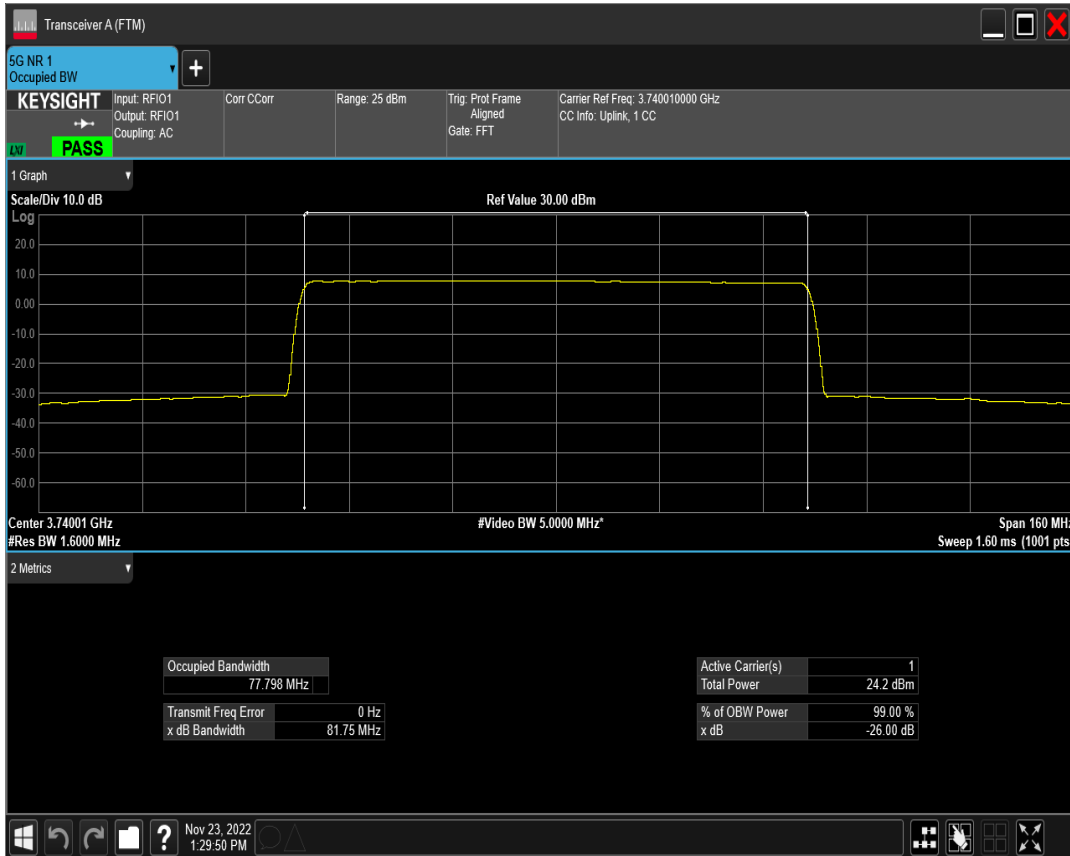 Transceiver A (FTM)
5G NR 1
Occupied BW
+
KEYSIGHT
LXI
PASS
Input: RFIO1
Output: RFIO1
Coupling: AC
Corr CCorr
Range: 25 dBm
Trig: Prot Frame
Aligned
Gate: FFT
Carrier Ref Freq: 3.740010000 GHz
CC Info: Uplink, 1 CC
1 Graph
Scale/Div 10.0 dB
Ref Value 30.00 dBm
Log
20.0
10.0
0.00
-10.0
-20.0
-30.0
-40.0
-50.0
-60.0
Center 3.74001 GHz
#Video BW 5.0000 MHz*
Span 160 MHz
#Res BW 1.6000 MHz
Sweep 1.60 ms (1001 pts
2 Metrics
Occupied Bandwidth
77.798 MHz
Transmit Freq Error 0 Hz
x dB Bandwidth 81.75 MHz
Active Carrier(s) 1
Total Power 24.2 dBm
% of OBW Power 99.00 %
x dB -26.00 dB
?
Nov 23, 2022
1:29:50 PM